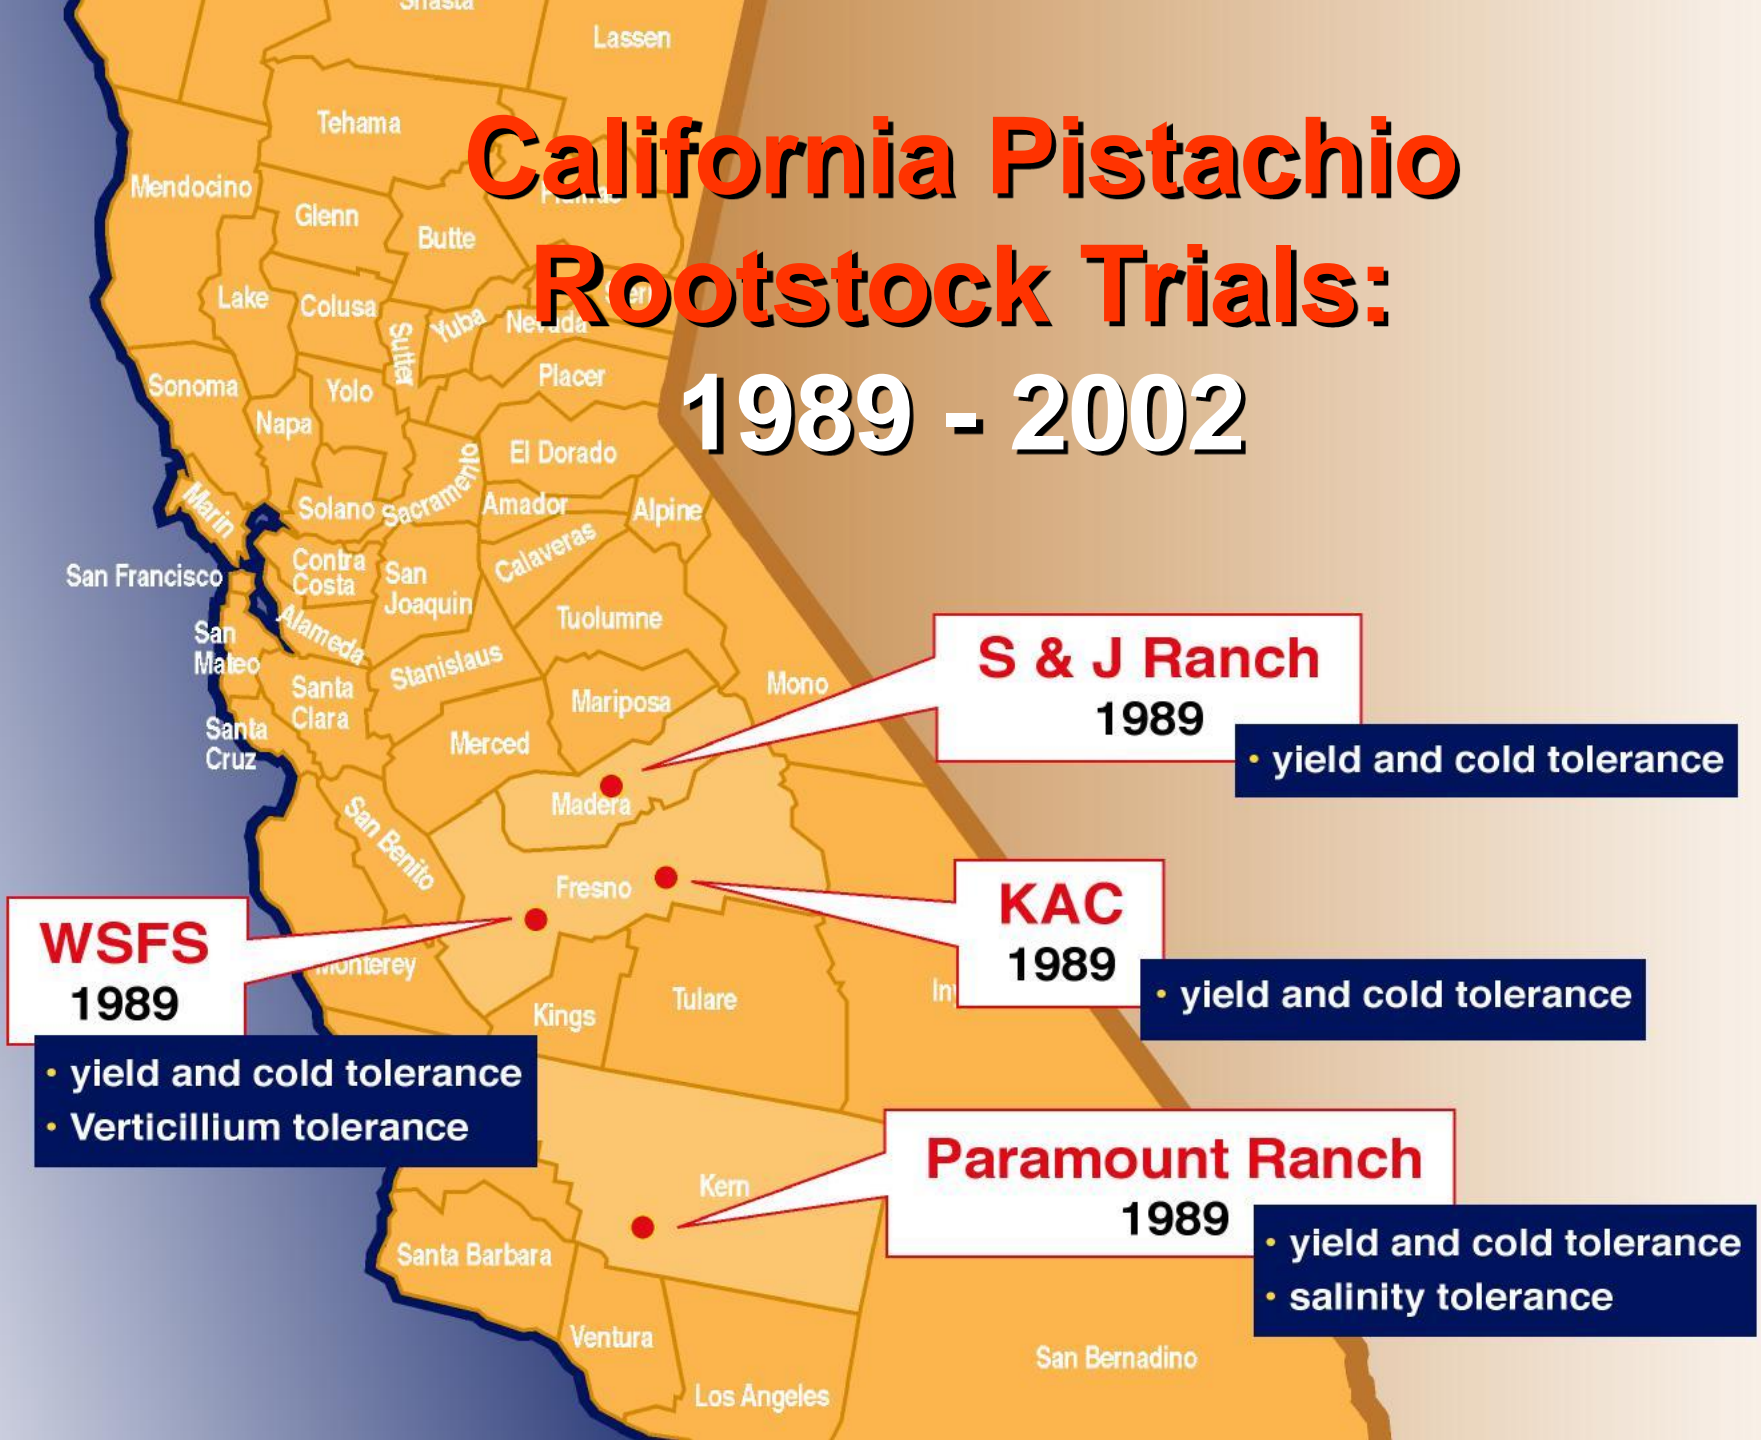 Shasta
Lassen
Tehama
California Pistachio
Mendocino
Plumas
Glenn
Butte
Rootstock Trials:
Lake
Colusa
Sutter
Yuba
Nevada
1989 - 2002
Sonoma
Yolo
Placer
Napa
El Dorado
Marin
Solano
Sacramento
Amador
Alpine
Calaveras
San Francisco
Contra
Costa
San
Joaquin
Alameda
Tuolumne
San
Mateo
Stanislaus
Santa
Clara
Mariposa
Mono
S & J Ranch
1989
• yield and cold tolerance
Santa
Cruz
Merced
Madera
San Benito
Fresno
KAC
1989
• yield and cold tolerance
WSFS
1989
• yield and cold tolerance
• Verticillium tolerance
Monterey
Kings
Tulare
Kern
Paramount Ranch
1989
• yield and cold tolerance
• salinity tolerance
Santa Barbara
Ventura
Los Angeles
San Bernadino